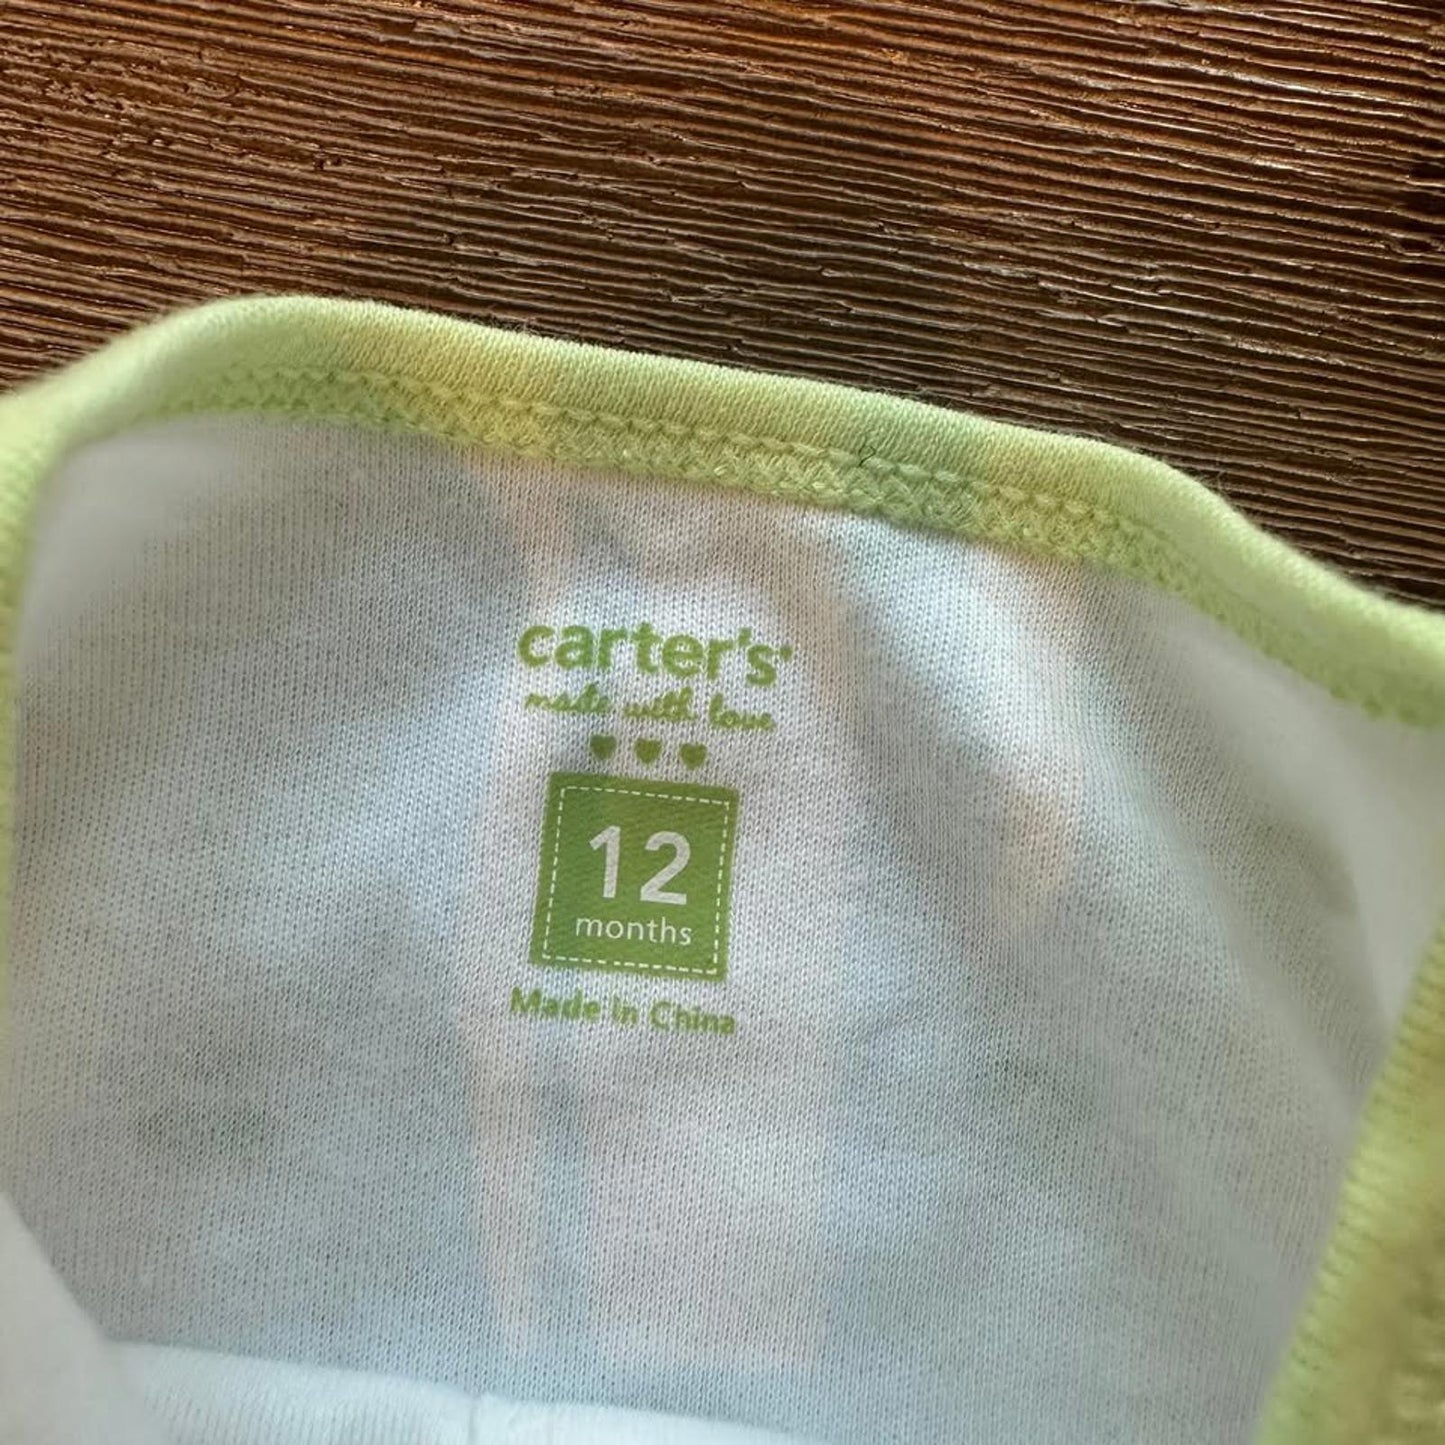 carter's
made with love
12
months
Made in China